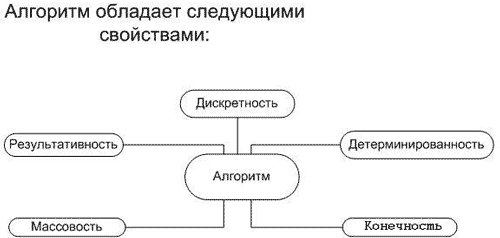 Алгоритм обладает следующими
свойствами:
Дискретность
Результативность
Детерминированность
Алгоритм
Массовость
Конечность